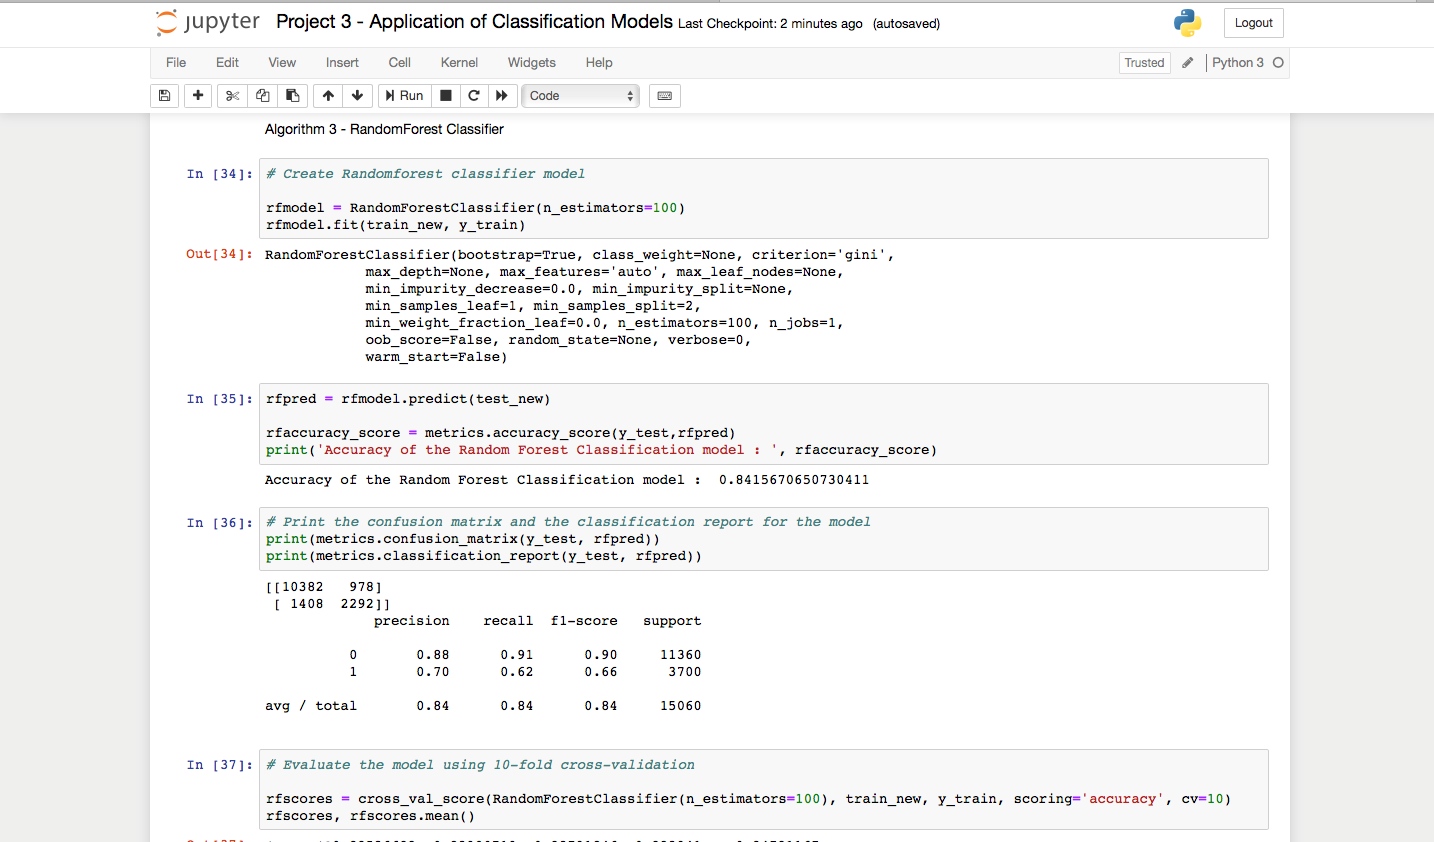 jupyter Project 3 - Application of Classification Models Last Checkpoint: 2 minutes ago (autosaved) Logout
File Edit View Insert Cell Kernel Widgets Help Trusted Python 3
Run Code
Algorithm 3 - RandomForest Classifier
In [34]: # Create Randomforest classifier model
rfmodel = RandomForestClassifier(n_estimators=100)
rfmodel.fit(train_new, y_train)
Out[34]: RandomForestClassifier(bootstrap=True, class_weight=None, criterion='gini',
max_depth=None, max_features='auto', max_leaf_nodes=None,
min_impurity_decrease=0.0, min_impurity_split=None,
min_samples_leaf=1, min_samples_split=2,
min_weight_fraction_leaf=0.0, n_estimators=100, n_jobs=1,
oob_score=False, random_state=None, verbose=0,
warm_start=False)
In [35]: rfpred = rfmodel.predict(test_new)
rfaccuracy_score = metrics.accuracy_score(y_test,rfpred)
print('Accuracy of the Random Forest Classification model : ', rfaccuracy_score)
Accuracy of the Random Forest Classification model :  0.8415670650730411
In [36]: # Print the confusion matrix and the classification report for the model
print(metrics.confusion_matrix(y_test, rfpred))
print(metrics.classification_report(y_test, rfpred))
[[10382   978]
[ 1408  2292]]
precision    recall  f1-score   support
0       0.88      0.91      0.90     11360
1       0.70      0.62      0.66      3700
avg / total       0.84      0.84      0.84     15060
In [37]: # Evaluate the model using 10-fold cross-validation
rfscores = cross_val_score(RandomForestClassifier(n_estimators=100), train_new, y_train, scoring='accuracy', cv=10)
rfscores, rfscores.mean()